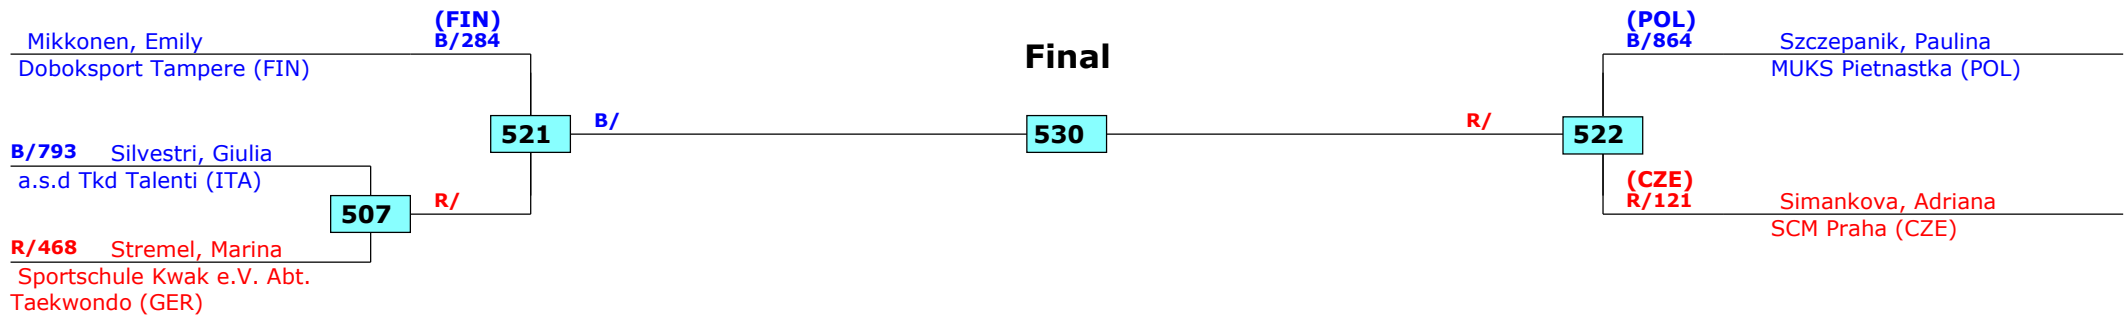 (FIN)
Mikkonen, Emily B/284
Doboksport Tampere (FIN)
B/793 Silvestri, Giulia
a.s.d Tkd Talenti (ITA)
521
B/
507
R/
R/468 Stremel, Marina
Sportschule Kwak e.V. Abt.
Taekwondo (GER)
Final
530
(POL)
B/864 Szczepanik, Paulina
MUKS Pietnastka (POL)
R/
522
(CZE)
R/121 Simankova, Adriana
SCM Praha (CZE)